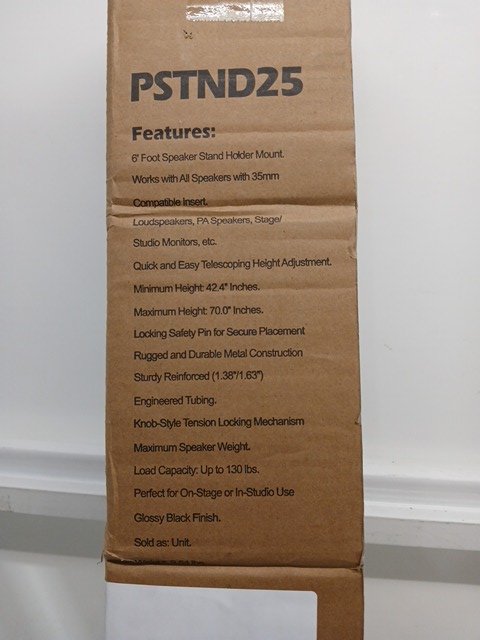 PSTND25
Features:
6' Foot Speaker Stand Holder Mount.
Works with All Speakers with 35mm
Compatible Insert.
Loudspeakers, PA Speakers, Stage/
Studio Monitors, etc.
Quick and Easy Telescoping Height Adjustment.
Minimum Height: 42.4" Inches.
Maximum Height: 70.0" Inches.
Locking Safety Pin for Secure Placement
Rugged and Durable Metal Construction
Sturdy Reinforced (1.38"/1.63")
Engineered Tubing.
Knob-Style Tension Locking Mechanism
Maximum Speaker Weight.
Load Capacity: Up to 130 lbs.
Perfect for On-Stage or In-Studio Use
Glossy Black Finish.
Sold as: Unit.